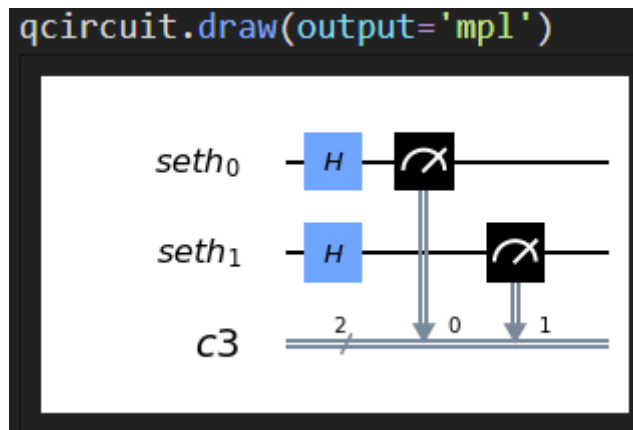 qcircuit.draw(output='mpl')
seth₀ H
seth₁ H
c3 2 0 1